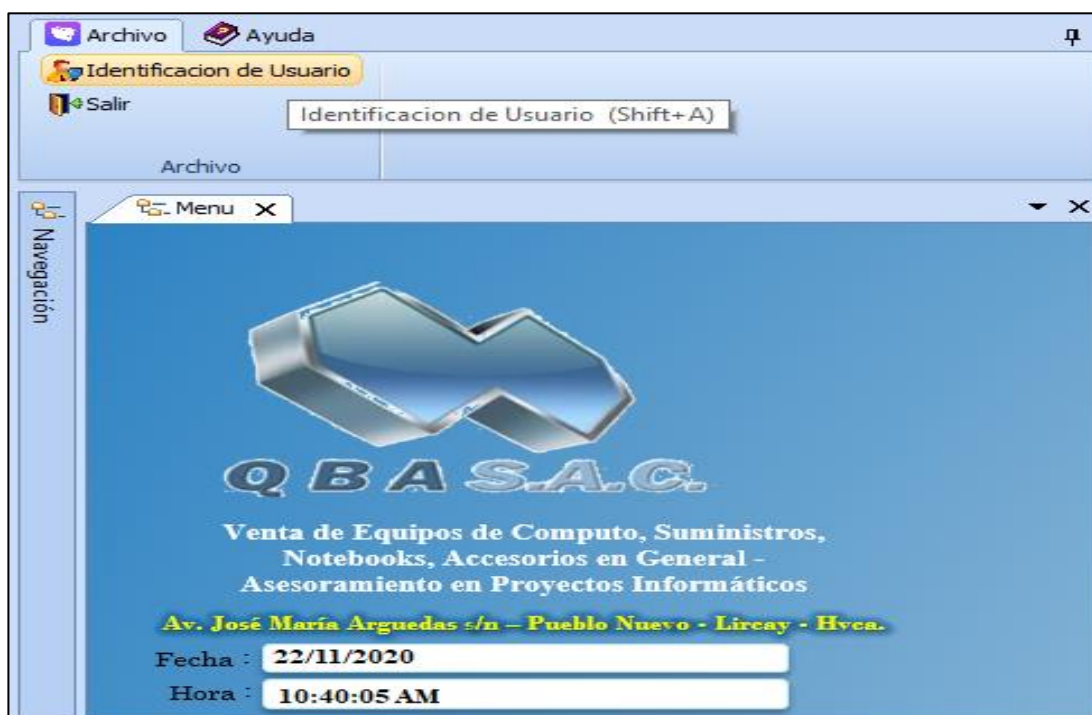 Archivo Ayuda
Identificacion de Usuario
Salir
Identificacion de Usuario (Shift+A)
Archivo
Navegación
Menu
QBA S.A.C.
Venta de Equipos de Computo, Suministros,
Notebooks, Accesorios en General -
Asesoramiento en Proyectos Informáticos
Av. José María Arguedas s/n – Pueblo Nuevo - Lircay - Hvca.
Fecha : 22/11/2020
Hora : 10:40:05 AM